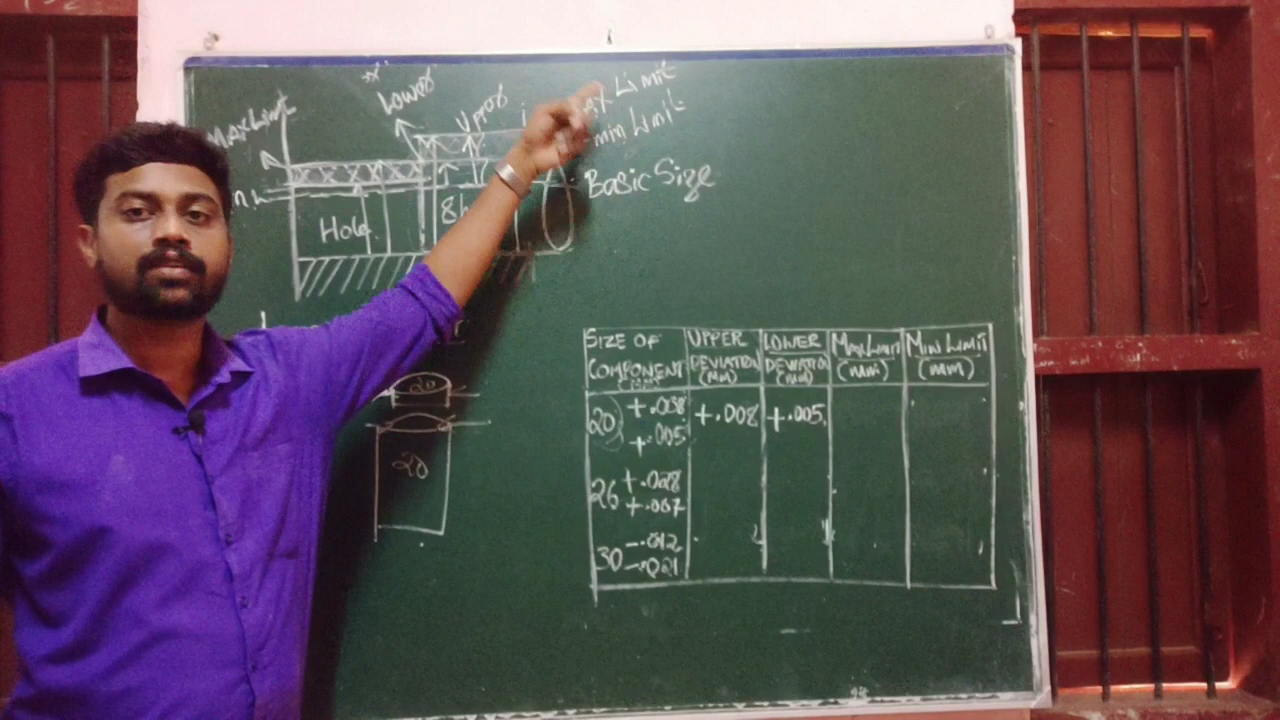 Lower
Upper
Max Limit
MAX LIMIT
min Limit
Basic Size
Hole
SIZE OF COMPONENT
UPPER DEVIATION (MM)
LOWER DEVIATION (MM)
MAX LIMIT (mm)
MIN LIMIT (mm)
20 +.008 +.005
+.008
+.005
26 +.028 +.007
30 -.012 -.021
20
20